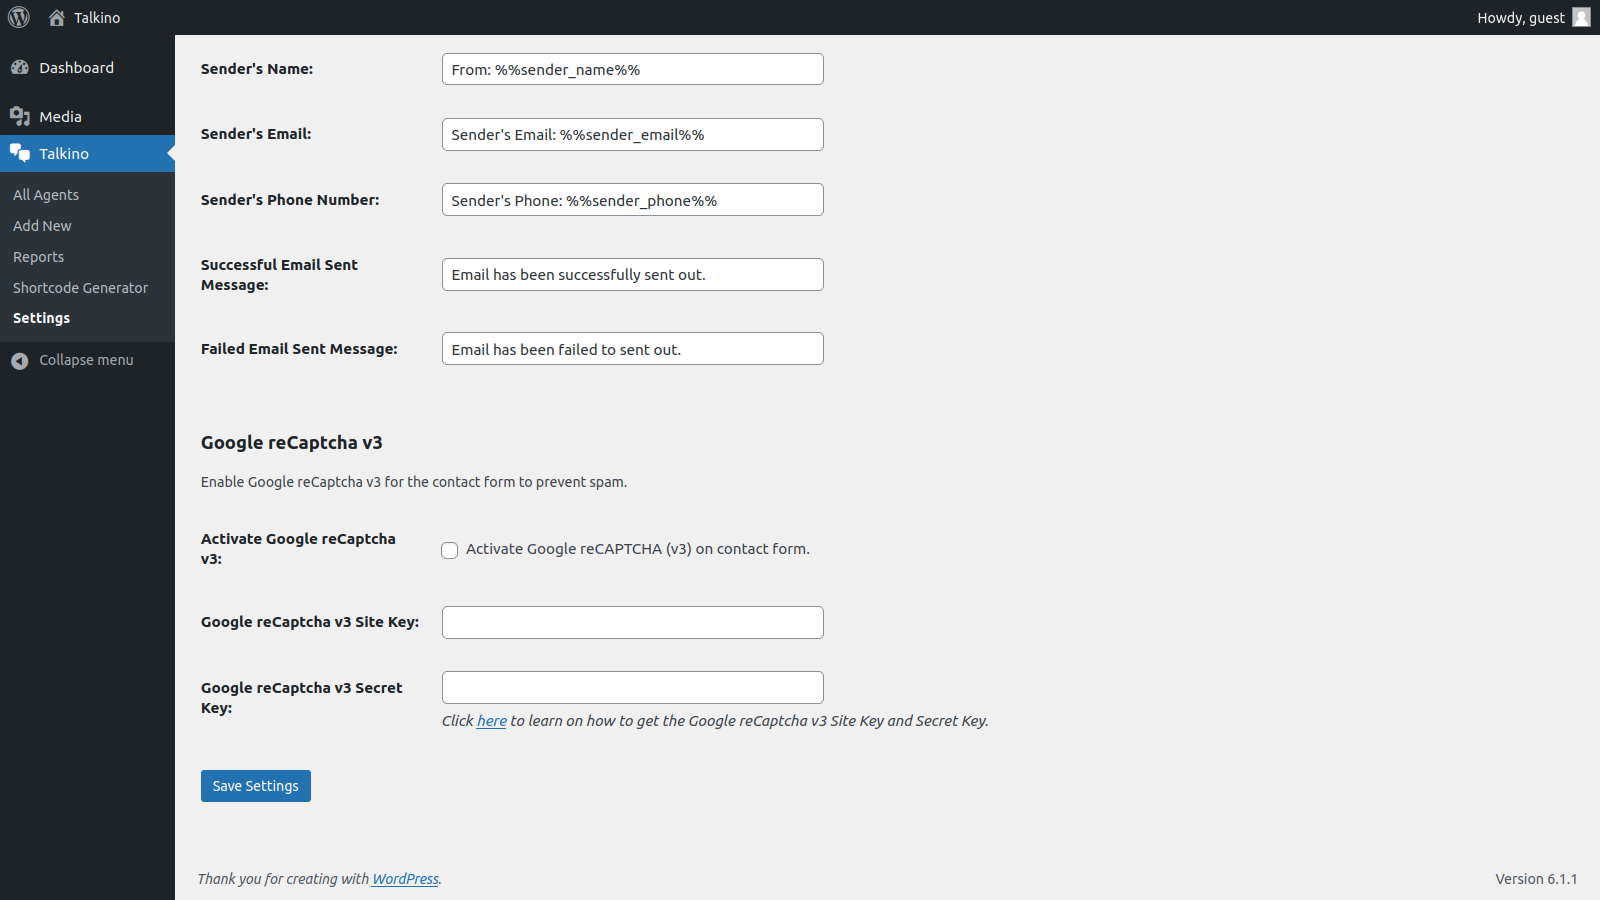 Talkino
Howdy, guest
Dashboard
Media
Talkino
All Agents
Add New
Reports
Shortcode Generator
Settings
Collapse menu
Sender's Name:
From: %%sender_name%%
Sender's Email:
Sender's Email: %%sender_email%%
Sender's Phone Number:
Sender's Phone: %%sender_phone%%
Successful Email Sent
Message:
Email has been successfully sent out.
Failed Email Sent Message:
Email has been failed to sent out.
Google reCaptcha v3
Enable Google reCaptcha v3 for the contact form to prevent spam.
Activate Google reCaptcha
v3:
Activate Google reCAPTCHA (v3) on contact form.
Google reCaptcha v3 Site Key:
Google reCaptcha v3 Secret
Key:
Click here to learn on how to get the Google reCaptcha v3 Site Key and Secret Key.
Save Settings
Thank you for creating with WordPress.
Version 6.1.1